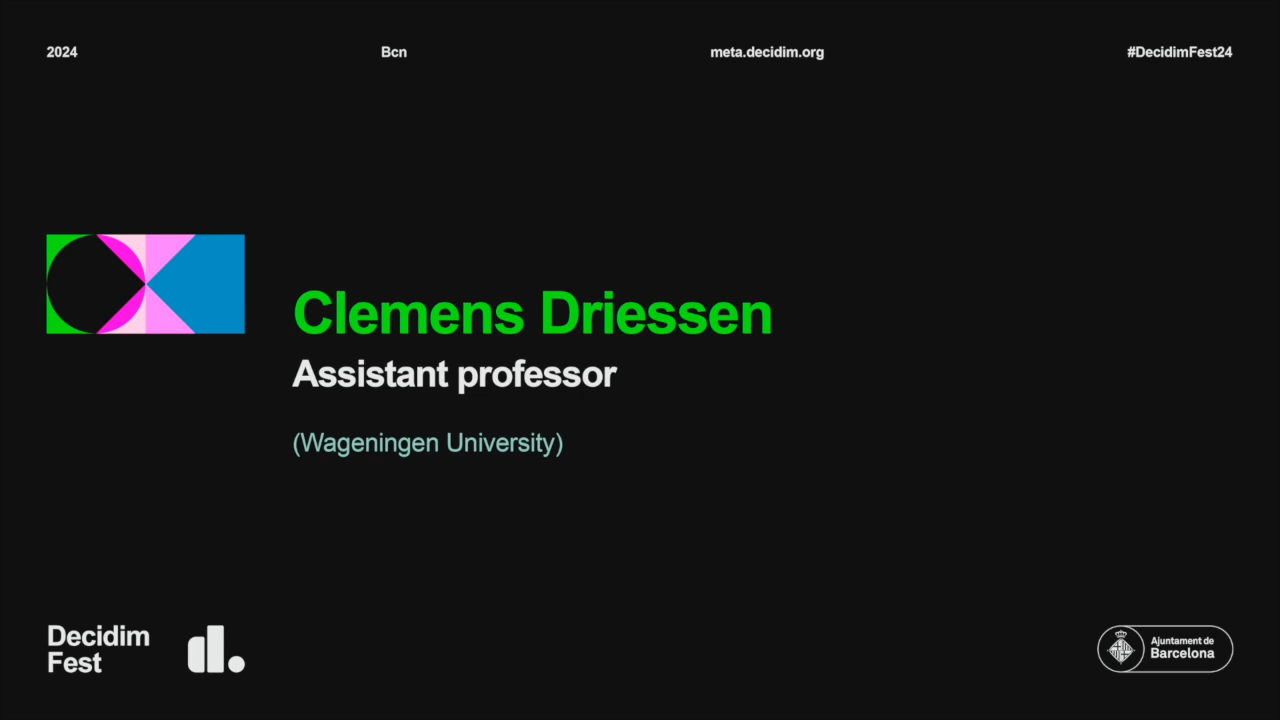 2024
Bcn
meta.decidim.org
#DecidimFest24
Clemens Driessen
Assistant professor
(Wageningen University)
Decidim
Fest
d.
Ajuntament de
Barcelona